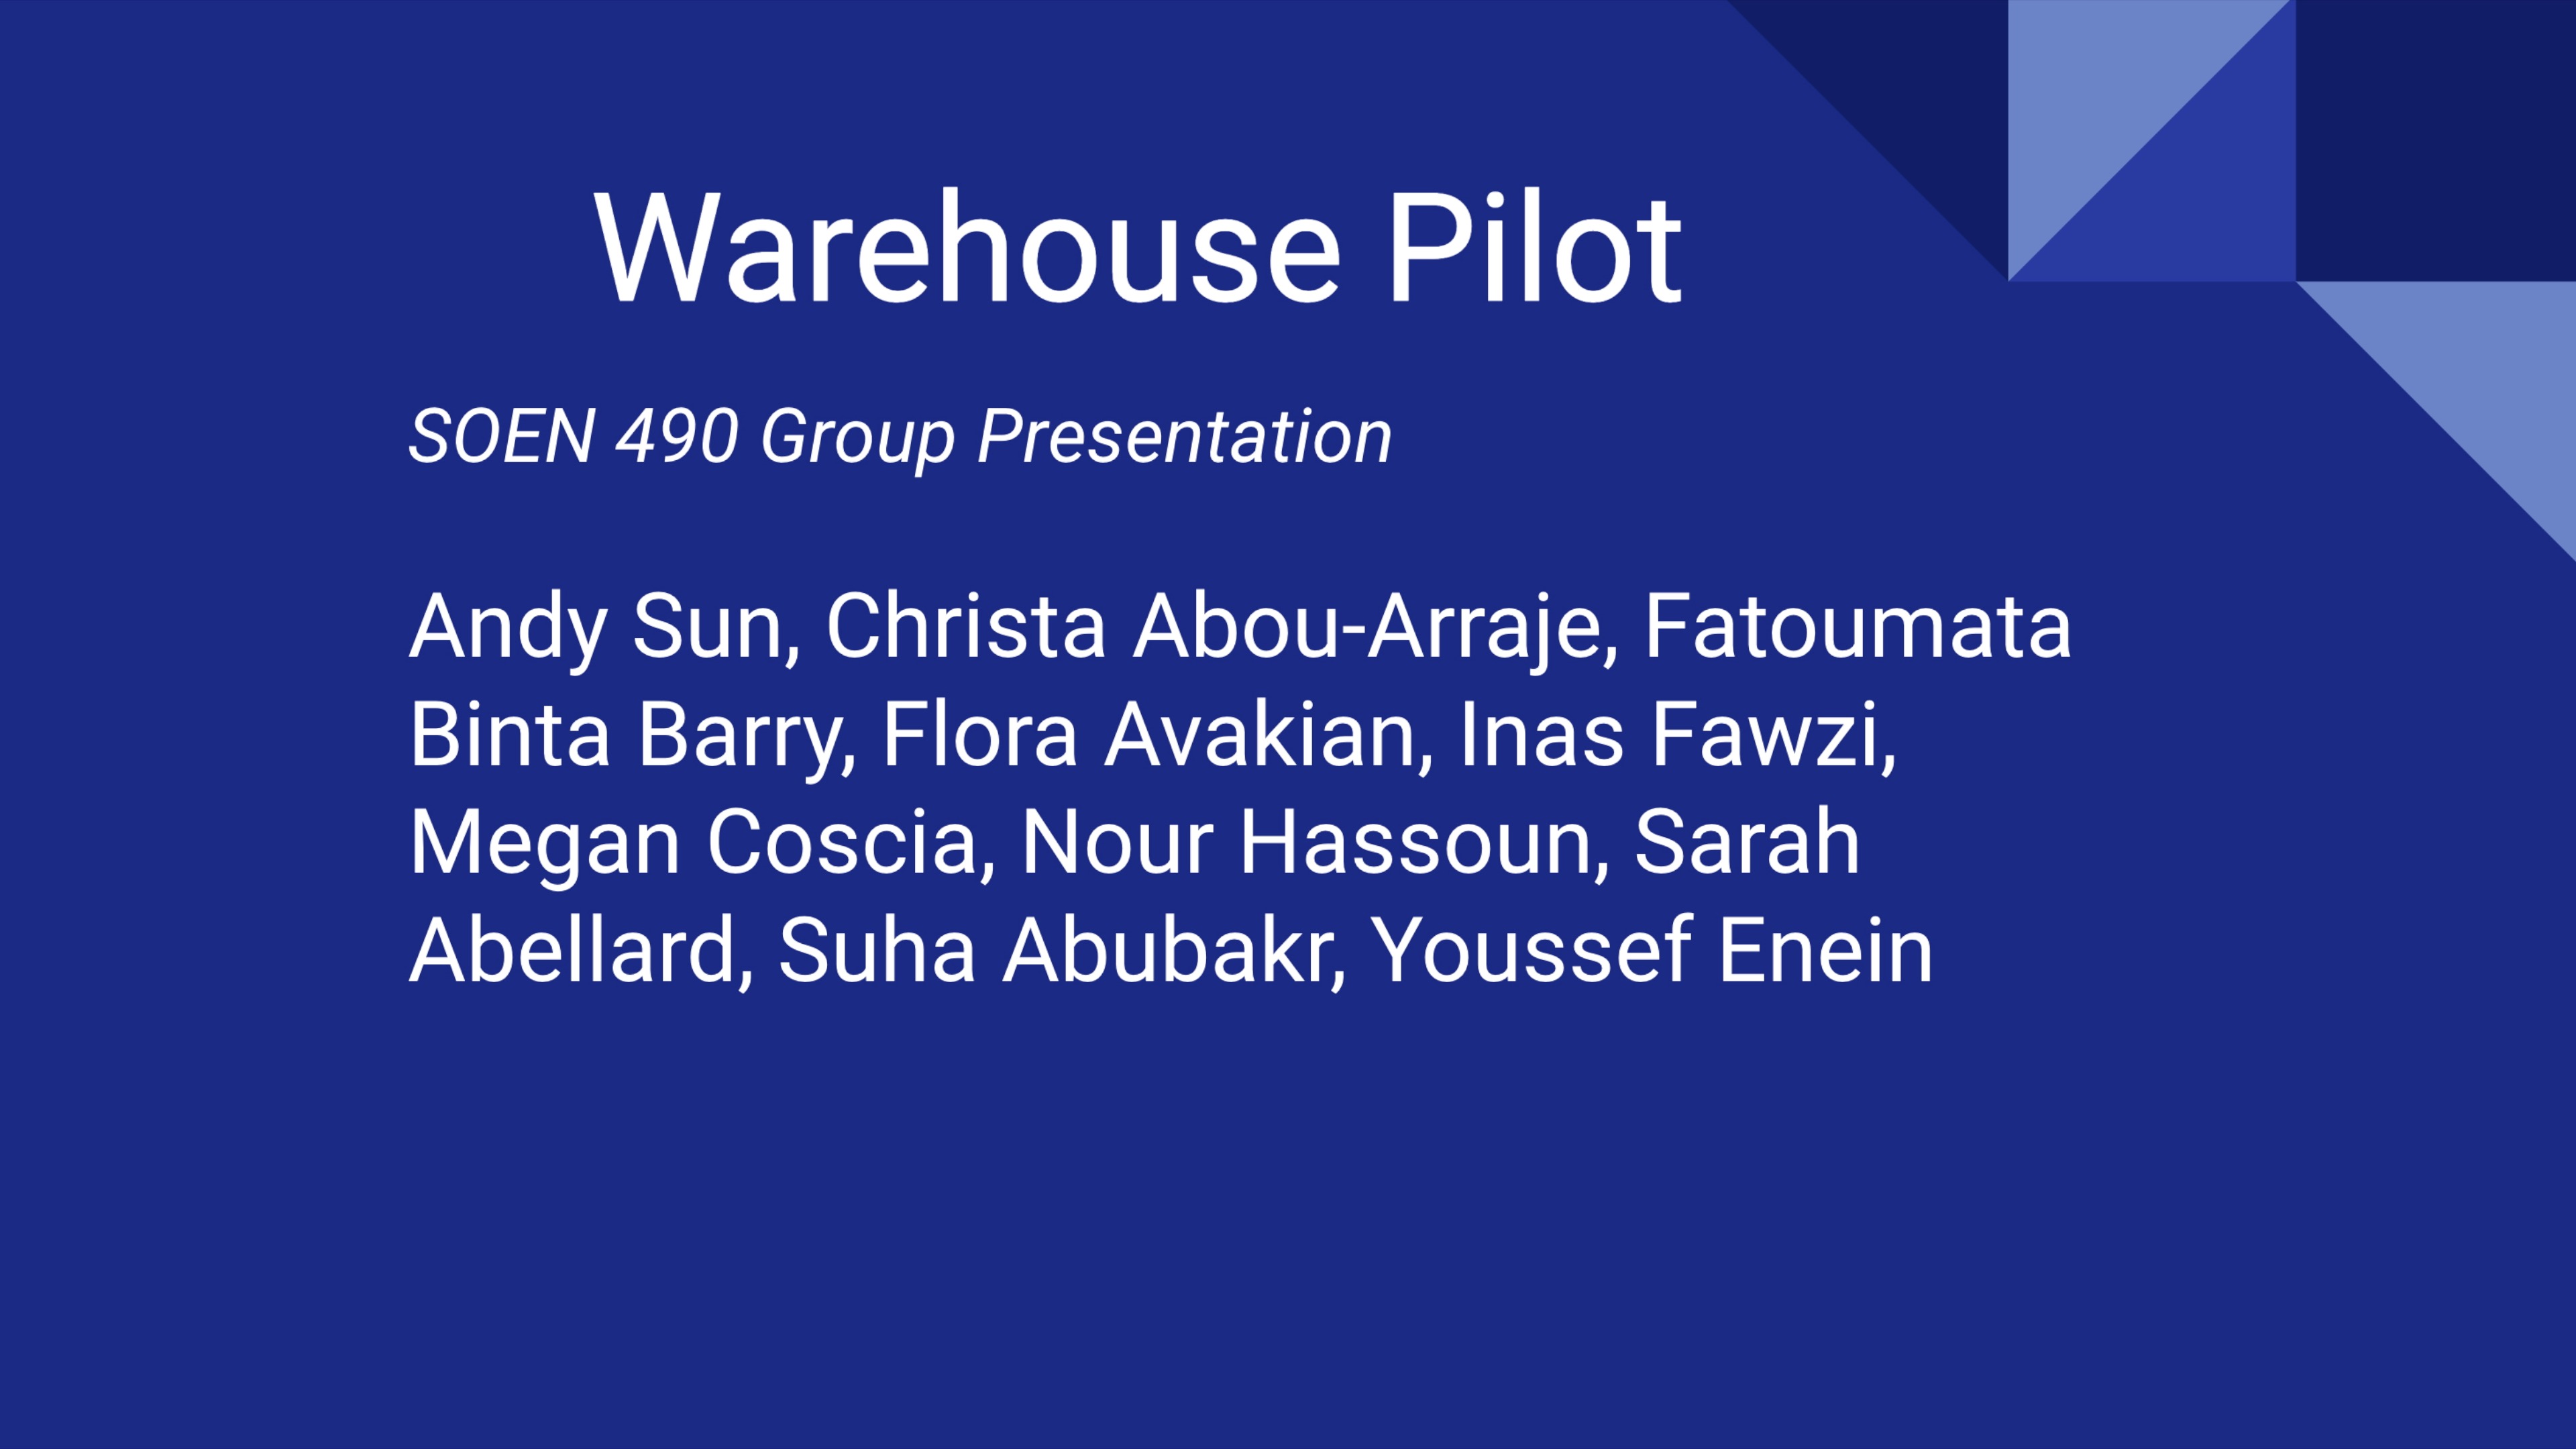 Warehouse Pilot
SOEN 490 Group Presentation
Andy Sun, Christa Abou-Arraje, Fatoumata
Binta Barry, Flora Avakian, Inas Fawzi,
Megan Coscia, Nour Hassoun, Sarah
Abellard, Suha Abubakr, Youssef Enein